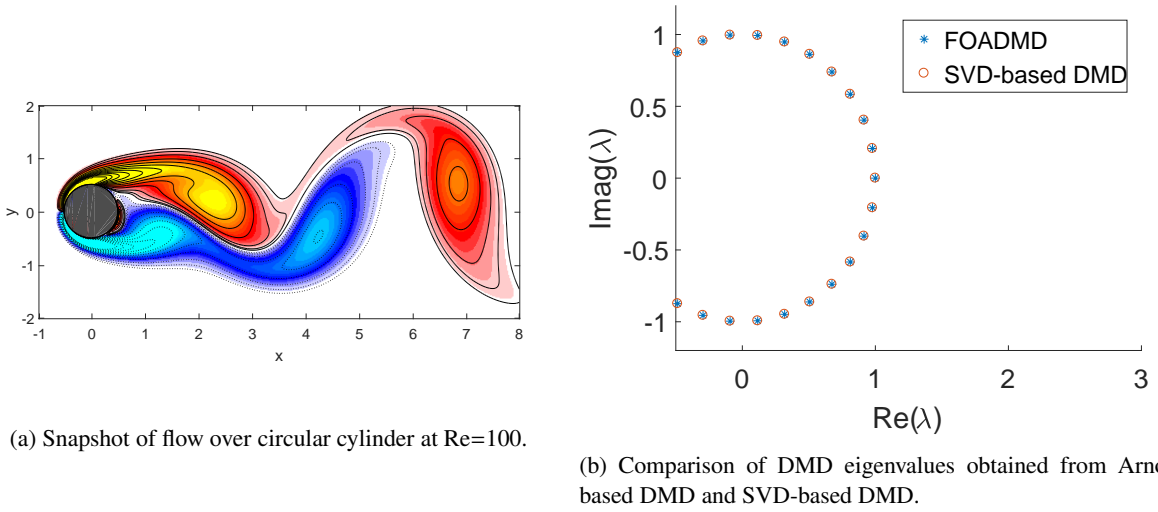 2
1
0
-1
-2
y
-1 0 1 2 3 4 5 6 7 8
x
(a) Snapshot of flow over circular cylinder at Re=100.
FOADMD
SVD-based DMD
1
0.5
0
-0.5
-1
Imag(λ)
0 1 2 3
Re(λ)
(b) Comparison of DMD eigenvalues obtained from Arno
based DMD and SVD-based DMD.